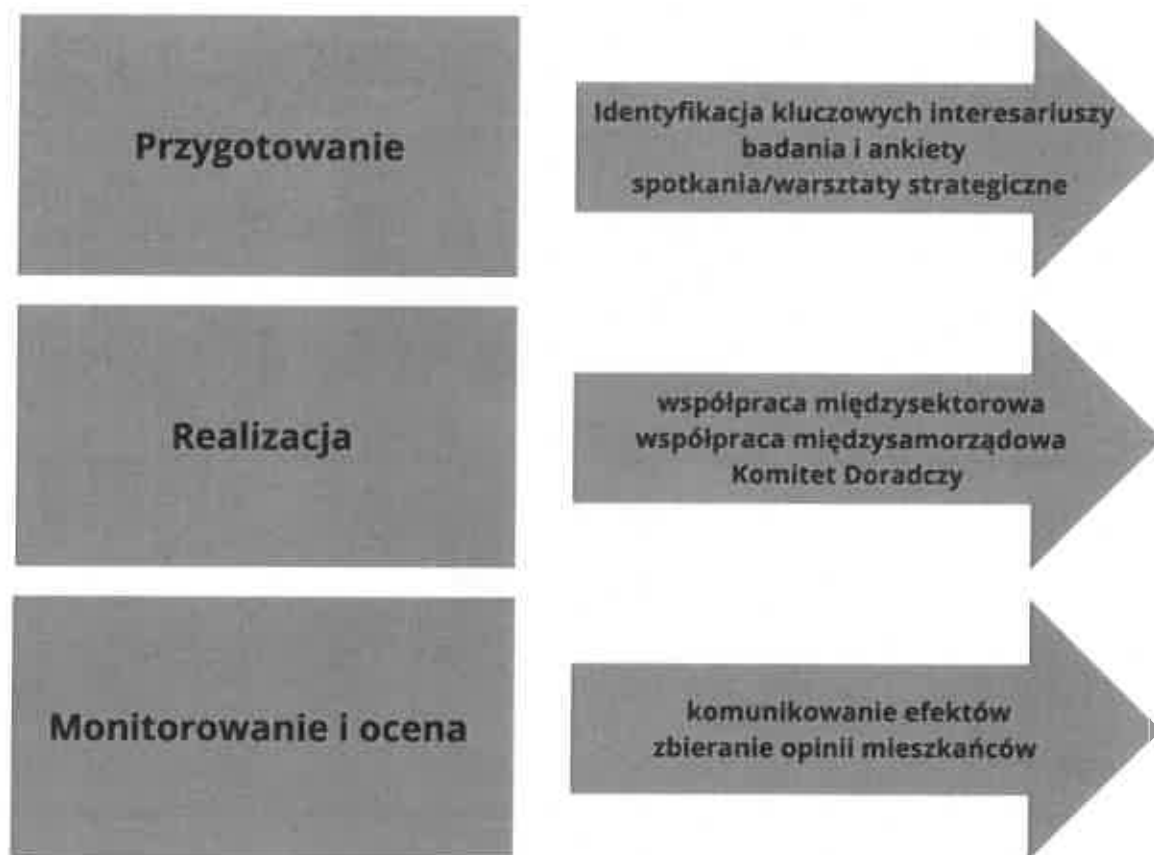 Przygotowanie
Identyfikacja kluczowych interesariuszy
badania i ankiety
spotkania/warsztaty strategiczne
Realizacja
współpraca międzysektorowa
współpraca międzysamorządowa
Komitet Doradczy
Monitorowanie i ocena
komunikowanie efektów
zbieranie opinii mieszkańców